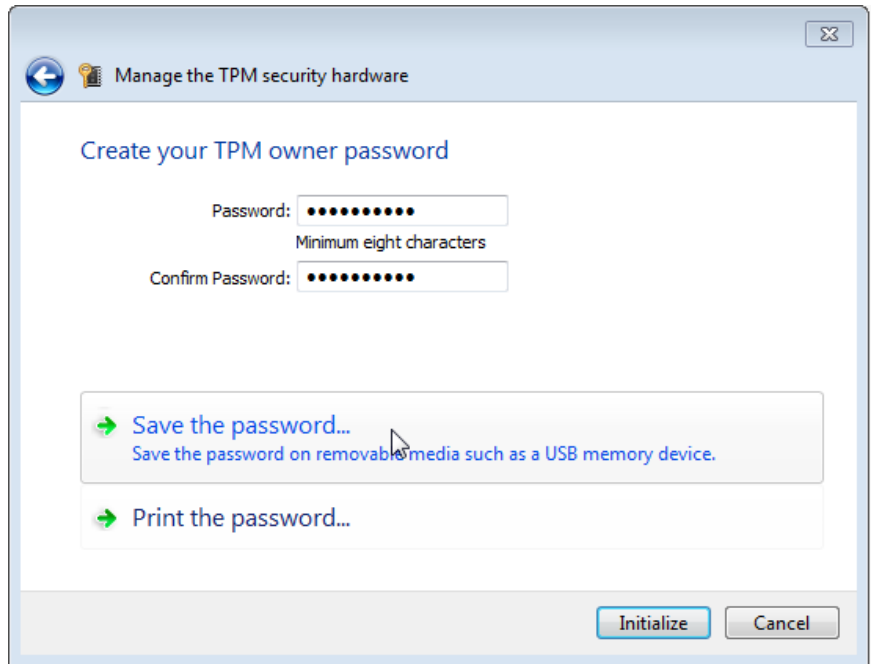 Manage the TPM security hardware
Create your TPM owner password
Password: ••••••••••
Minimum eight characters
Confirm Password: ••••••••••
Save the password...
Save the password on removable media such as a USB memory device.
Print the password...
Initialize Cancel